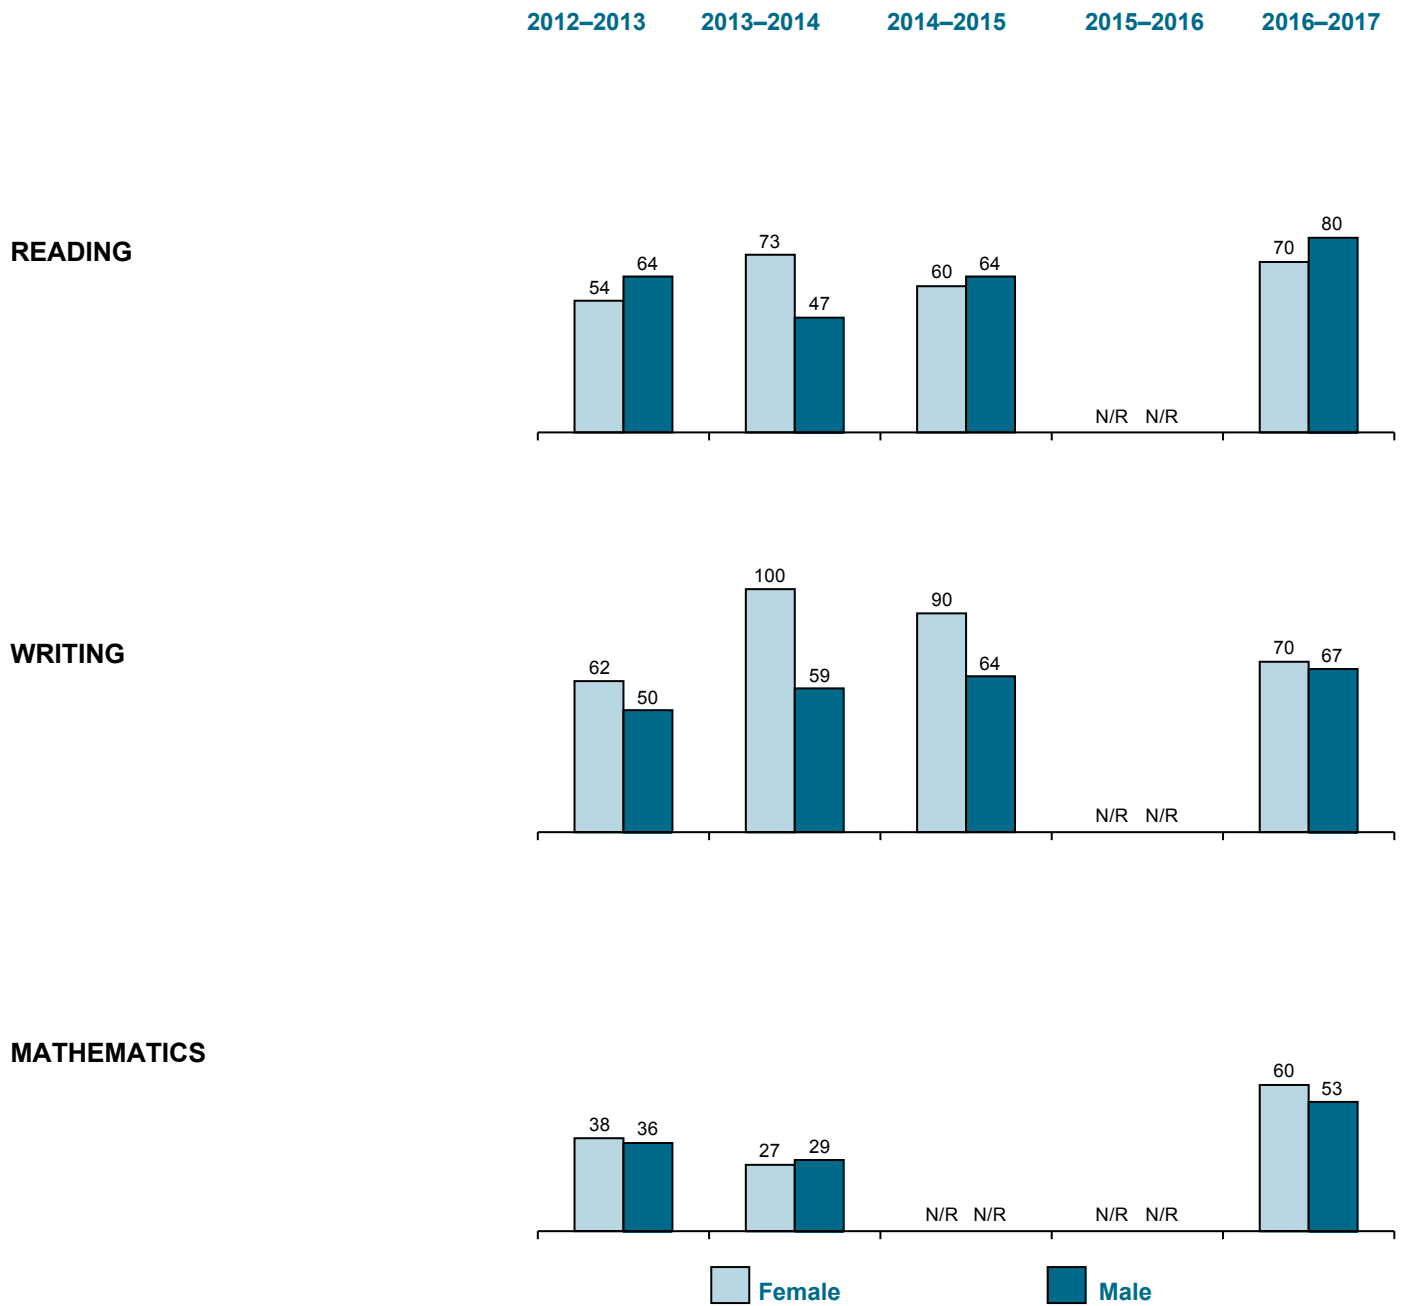 2012–2013 2013–2014 2014–2015 2015–2016 2016–2017
READING
54 64 73 47 60 64 N/R N/R 70 80
WRITING
62 50 100 59 90 64 N/R N/R 70 67
MATHEMATICS
38 36 27 29 N/R N/R N/R N/R 60 53
Female Male